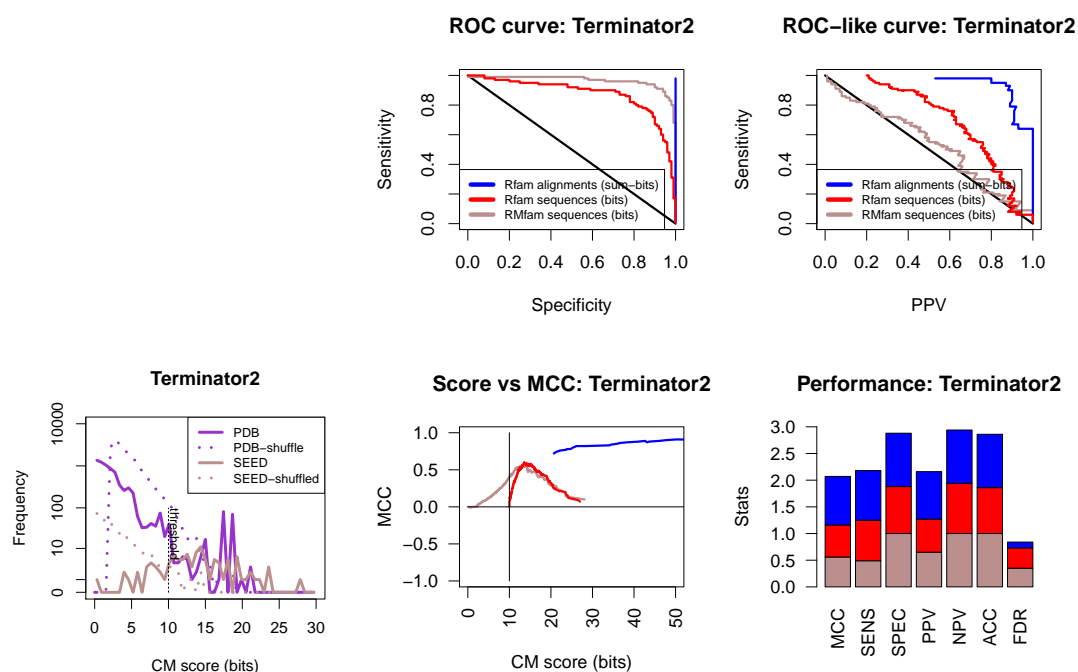 ROC curve: Terminator2
Sensitivity
0.0
0.4
0.8
Rfam alignments (sum−bits)
Rfam sequences (bits)
RMfam sequences (bits)
0.0 0.2 0.4 0.6 0.8 1.0
Specificity
ROC−like curve: Terminator2
Sensitivity
0.0
0.4
0.8
Rfam alignments (sum−bits)
Rfam sequences (bits)
RMfam sequences (bits)
0.0 0.2 0.4 0.6 0.8 1.0
PPV
Terminator2
Frequency
10000
100
10
0
PDB
PDB−shuffle
SEED
SEED−shuffled
threshold
0 5 10 15 20 25 30
CM score (bits)
Score vs MCC: Terminator2
MCC
1.0
0.5
0.0
−0.5
−1.0
0 10 20 30 40 50
CM score (bits)
Performance: Terminator2
Stats
3.0
2.5
2.0
1.5
1.0
0.5
0.0
MCC SENS SPEC PPV NPV ACC FDR